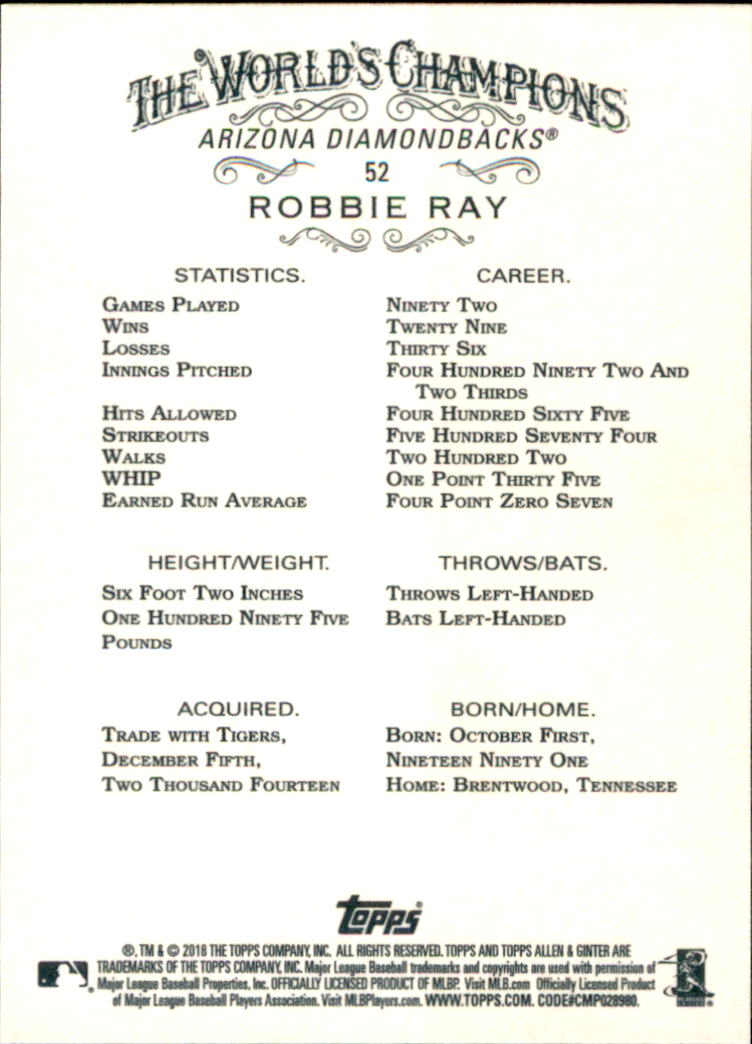 THE WORLD'S CHAMPIONS
ARIZONA DIAMONDBACKS®
52
ROBBIE RAY
STATISTICS. CAREER.
GAMES PLAYED NINETY TWO
WINS TWENTY NINE
LOSSES THIRTY SIX
INNINGS PITCHED FOUR HUNDRED NINETY TWO AND
TWO THIRDS
HITS ALLOWED FOUR HUNDRED SIXTY FIVE
STRIKEOUTS FIVE HUNDRED SEVENTY FOUR
WALKS TWO HUNDRED TWO
WHIP ONE POINT THIRTY FIVE
EARNED RUN AVERAGE FOUR POINT ZERO SEVEN
HEIGHT/WEIGHT. THROWS/BATS.
SIX FOOT TWO INCHES THROWS LEFT-HANDED
ONE HUNDRED NINETY FIVE BATS LEFT-HANDED
POUNDS
ACQUIRED. BORN/HOME.
TRADE WITH TIGERS, BORN: OCTOBER FIRST,
DECEMBER FIFTH, NINETEEN NINETY ONE
TWO THOUSAND FOURTEEN HOME: BRENTWOOD, TENNESSEE
topps
®, TM & © 2018 THE TOPPS COMPANY, INC. ALL RIGHTS RESERVED. TOPPS AND TOPPS ALLEN & GINTER ARE
TRADEMARKS OF THE TOPPS COMPANY, INC. Major League Baseball trademarks and copyrights are used with permission of
Major League Baseball Properties, Inc. OFFICIALLY LICENSED PRODUCT OF MLBP. Visit MLB.com Officially Licensed Product
of Major League Baseball Players Association. Visit MLBPlayers.com. WWW.TOPPS.COM. CODE#CMP028980.